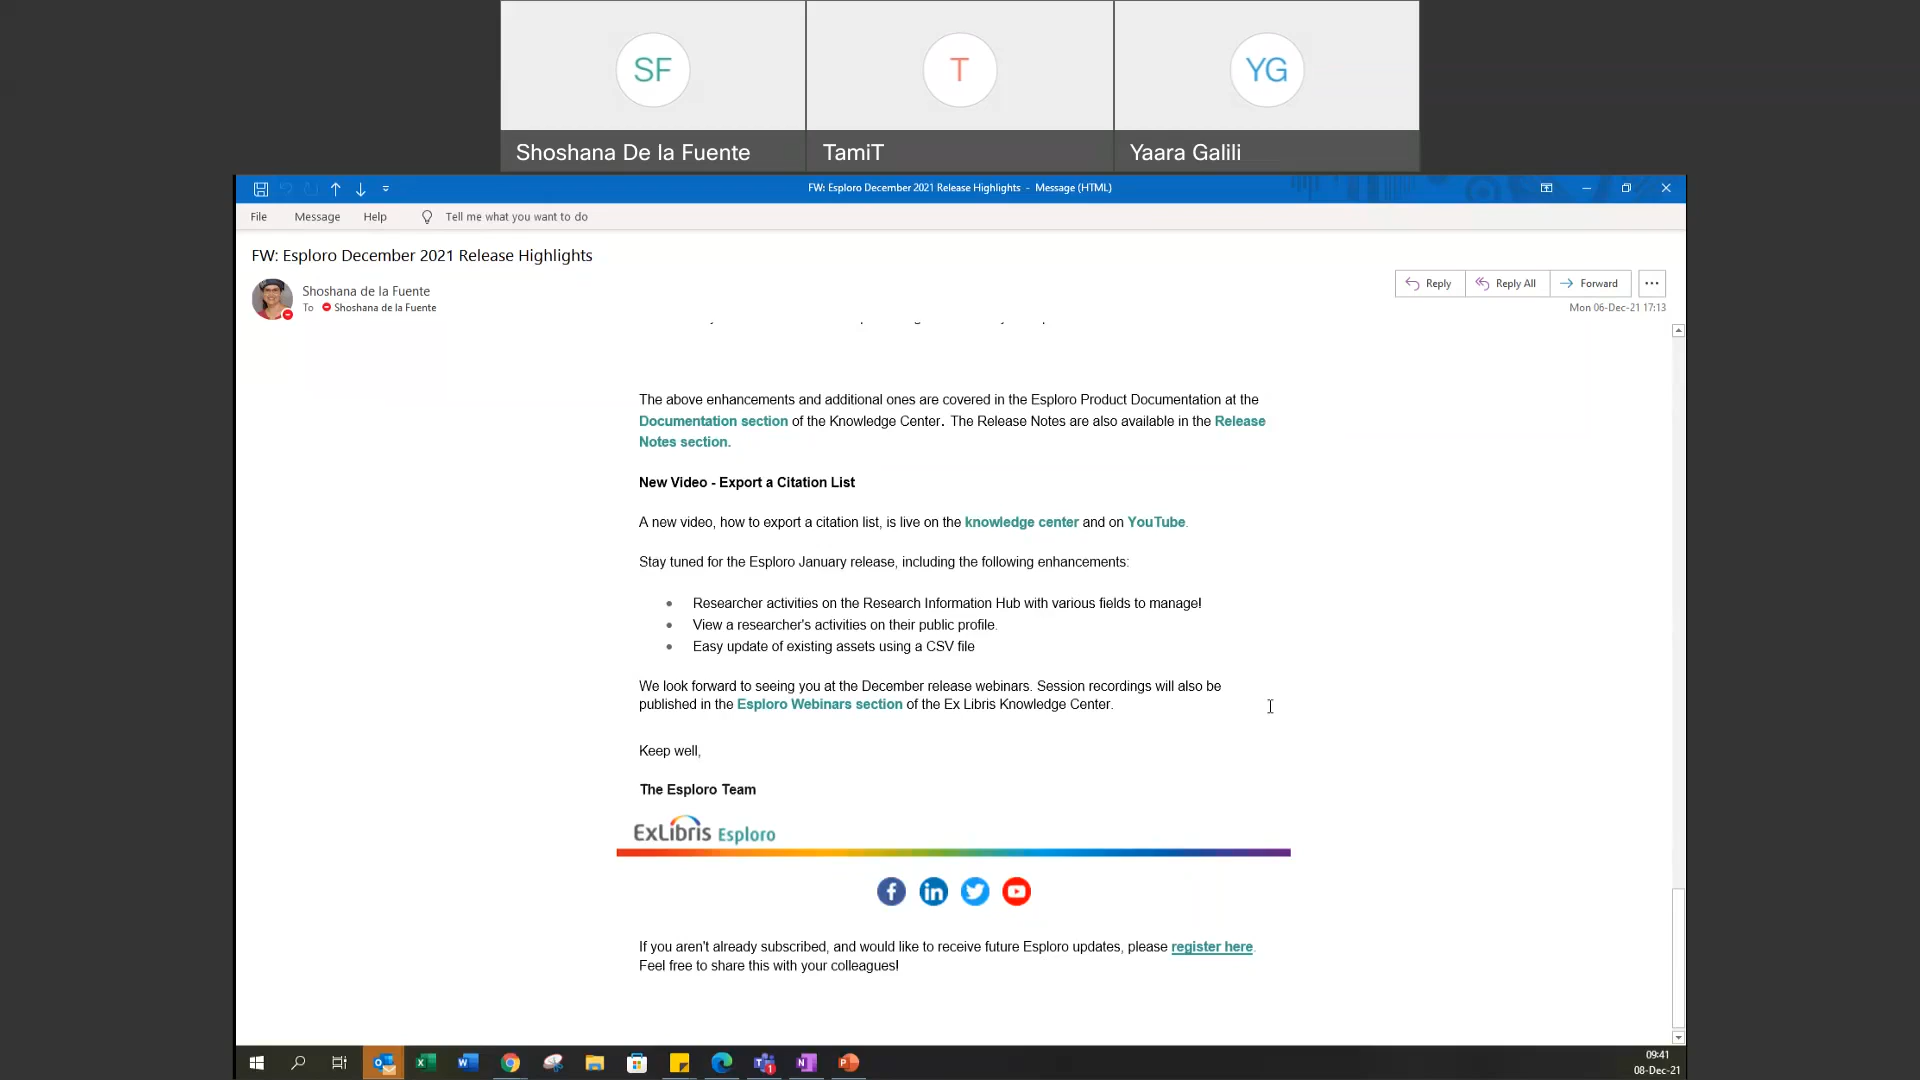 SF
T
YG
Shoshana De la Fuente
TamiT
Yaara Galili
FW: Esploro December 2021 Release Highlights - Message (HTML)
File Message Help Tell me what you want to do
FW: Esploro December 2021 Release Highlights
Shoshana de la Fuente
To Shoshana de la Fuente
Reply Reply All Forward
Mon 06-Dec-21 17:13
The above enhancements and additional ones are covered in the Esploro Product Documentation at the
Documentation section of the Knowledge Center. The Release Notes are also available in the Release
Notes section.
New Video - Export a Citation List
A new video, how to export a citation list, is live on the knowledge center and on YouTube.
Stay tuned for the Esploro January release, including the following enhancements:
• Researcher activities on the Research Information Hub with various fields to manage!
• View a researcher's activities on their public profile.
• Easy update of existing assets using a CSV file
We look forward to seeing you at the December release webinars. Session recordings will also be
published in the Esploro Webinars section of the Ex Libris Knowledge Center.
Keep well,
The Esploro Team
ExLibris Esploro
If you aren't already subscribed, and would like to receive future Esploro updates, please register here.
Feel free to share this with your colleagues!
09:41
08-Dec-21